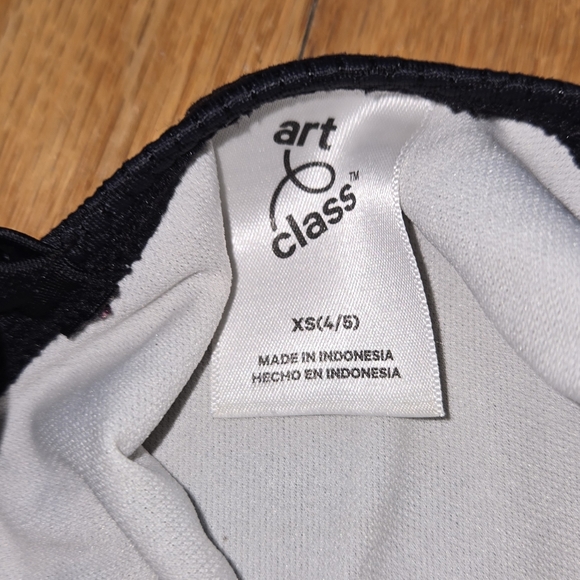 art
class™
XS(4/5)
MADE IN INDONESIA
HECHO EN INDONESIA